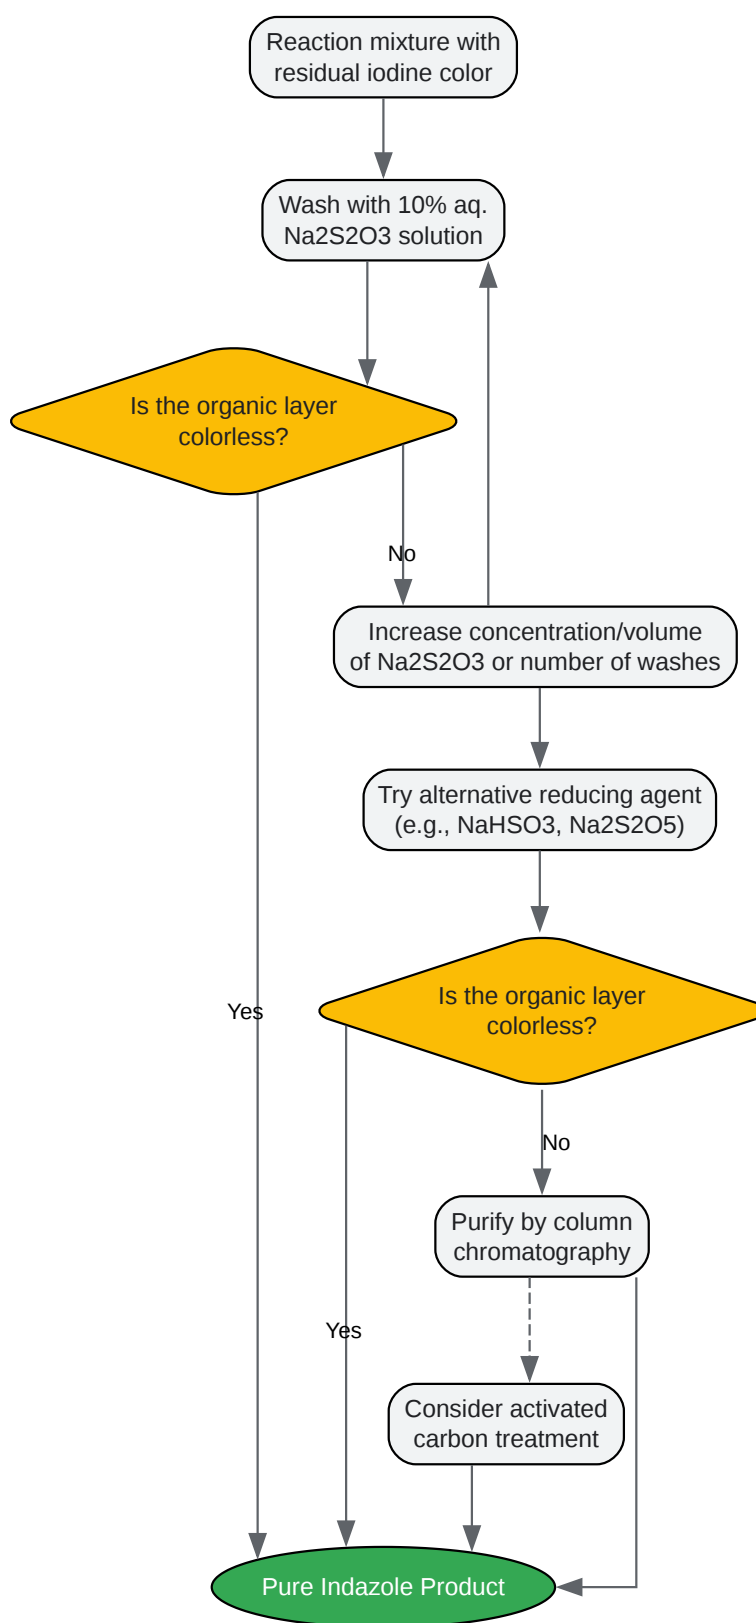 Reaction mixture with
residual iodine color
Wash with 10% aq.
Na2S2O3 solution
Is the organic layer
colorless?
No
Increase concentration/volume
of Na2S2O3 or number of washes
Try alternative reducing agent
(e.g., NaHSO3, Na2S2O5)
Is the organic layer
colorless?
Yes
No
Purify by column
chromatography
Yes
Consider activated
carbon treatment
Pure Indazole Product